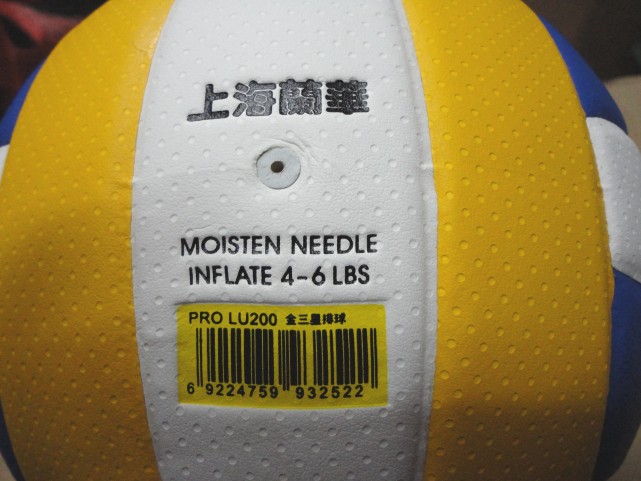 上海蘭華
MOISTEN NEEDLE
INFLATE 4-6 LBS
PRO LU200 金三星排球
6 9224759 932522